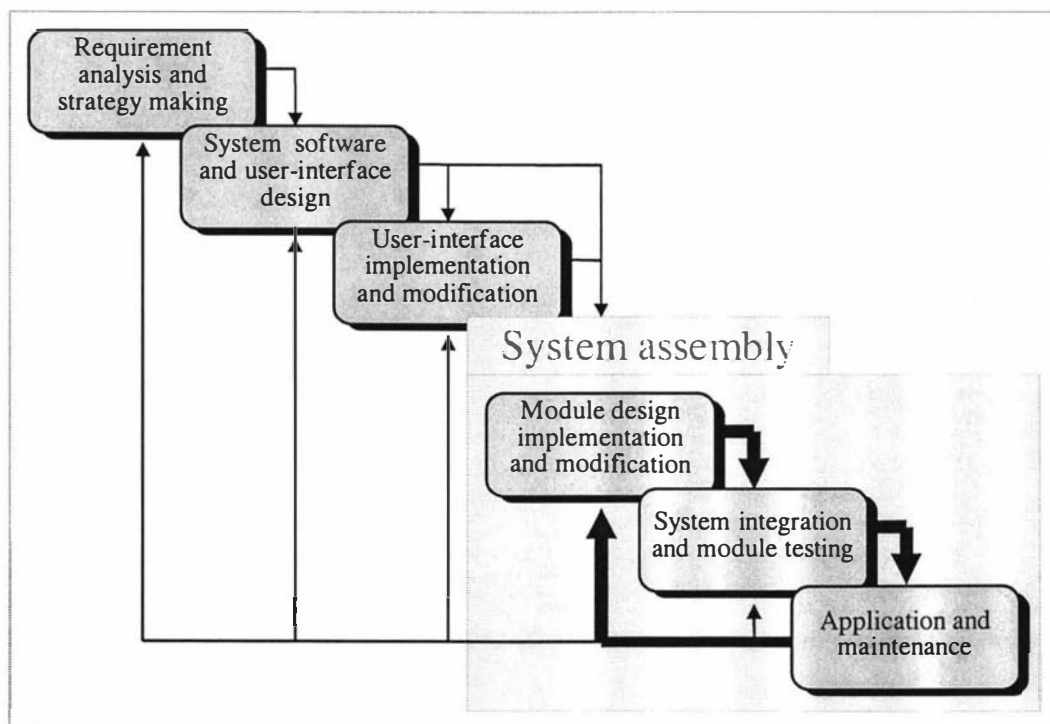 Requirement
analysis and
strategy making
System software
and user-interface
design
User-interface
implementation
and modification
System assembly
Module design
implementation
and modification
System integration
and module testing
Application and
maintenance